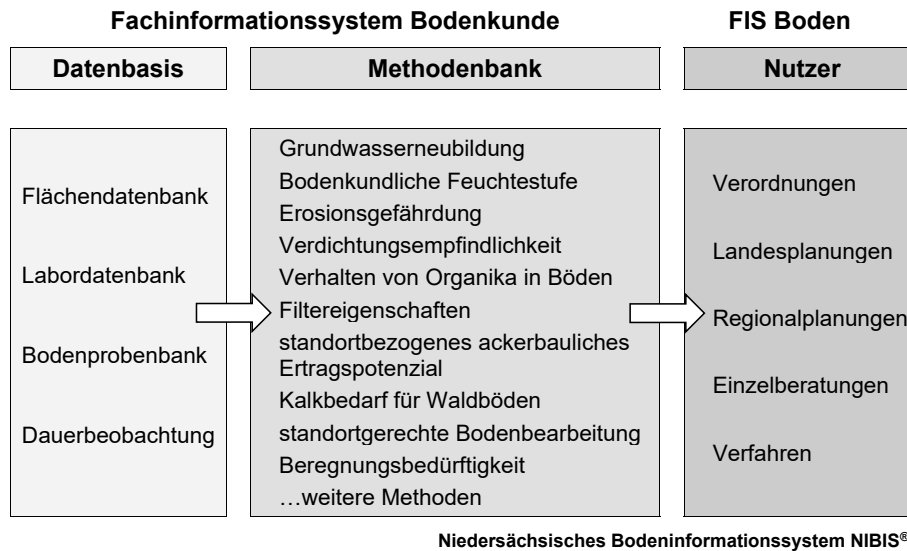 Fachinformationssystem Bodenkunde
FIS Boden
Datenbasis
Methodenbank
Nutzer
Flächendatenbank
Labordatenbank
Bodenprobenbank
Dauerbeobachtung
Grundwasserneubildung
Bodenkundliche Feuchtestufe
Erosionsgefährdung
Verdichtungsempfindlichkeit
Verhalten von Organika in Böden
Filtereigenschaften
standortbezogenes ackerbauliches
Ertragspotenzial
Kalkbedarf für Waldböden
standortgerechte Bodenbearbeitung
Beregnungsbedürftigkeit
…weitere Methoden
Verordnungen
Landesplanungen
Regionalplanungen
Einzelberatungen
Verfahren
Niedersächsisches Bodeninformationssystem NIBIS®